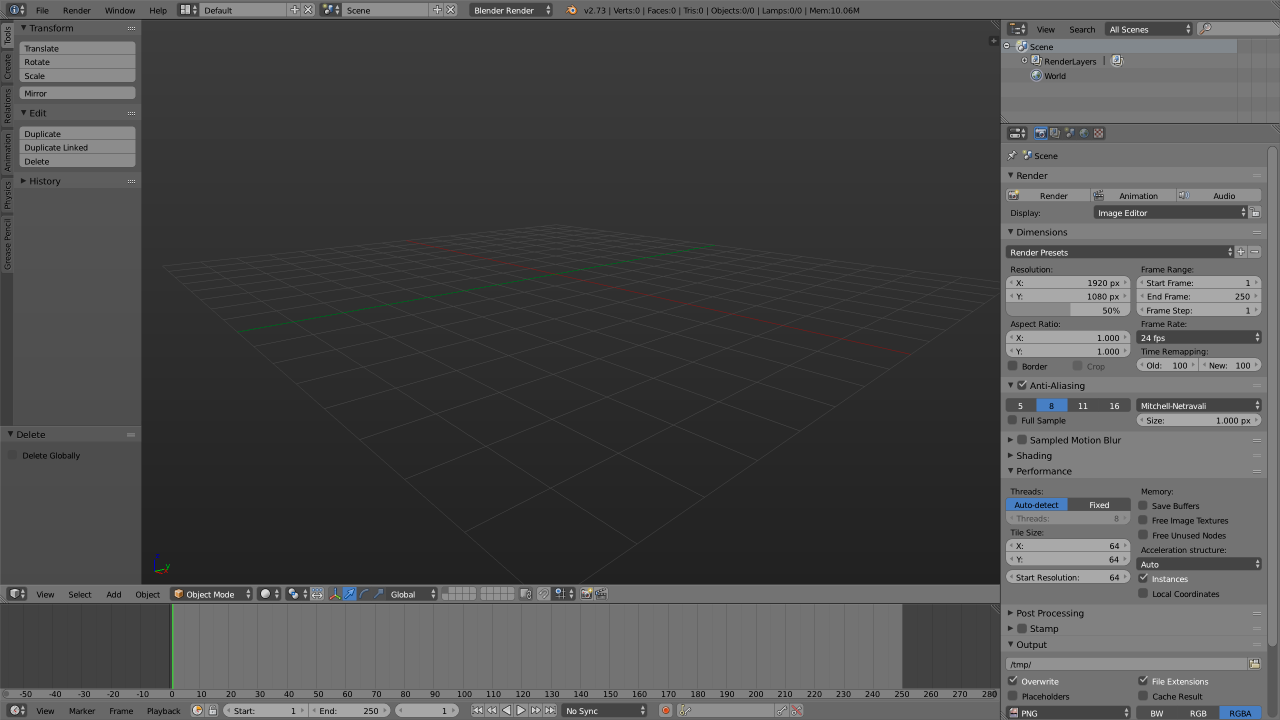 File Render Window Help Default Scene Blender Render v2.73 | Verts:0 | Faces:0 | Tris:0 | Objects:0/0 | Lamps:0/0 | Mem:10.06M
Tools
Create
Relations
Animation
Physics
Grease Pencil
Transform
Translate
Rotate
Scale
Mirror
Edit
Duplicate
Duplicate Linked
Delete
History
Delete
Delete Globally
View Search All Scenes
Scene
RenderLayers
World
Scene
Render
Render Animation Audio
Display: Image Editor
Dimensions
Render Presets
Resolution: Frame Range:
X: 1920 px Start Frame: 1
Y: 1080 px End Frame: 250
50% Frame Step: 1
Aspect Ratio: Frame Rate:
X: 1.000 24 fps
Y: 1.000 Time Remapping:
Border Crop Old: 100 New: 100
Anti-Aliasing
5 8 11 16 Mitchell-Netravali
Full Sample Size: 1.000 px
Sampled Motion Blur
Shading
Performance
Threads: Memory:
Auto-detect Fixed Save Buffers
Threads: 8 Free Image Textures
Tile Size: Free Unused Nodes
X: 64 Acceleration structure:
Y: 64 Auto
Start Resolution: 64 Instances
Local Coordinates
Post Processing
Stamp
Output
/tmp/
Overwrite File Extensions
Placeholders Cache Result
PNG BW RGB RGBA
z
y
View Select Add Object Object Mode Global
-50 -40 -30 -20 -10 0 10 20 30 40 50 60 70 80 90 100 110 120 130 140 150 160 170 180 190 200 210 220 230 240 250 260 270 280
View Marker Frame Playback Start: 1 End: 250 1 No Sync